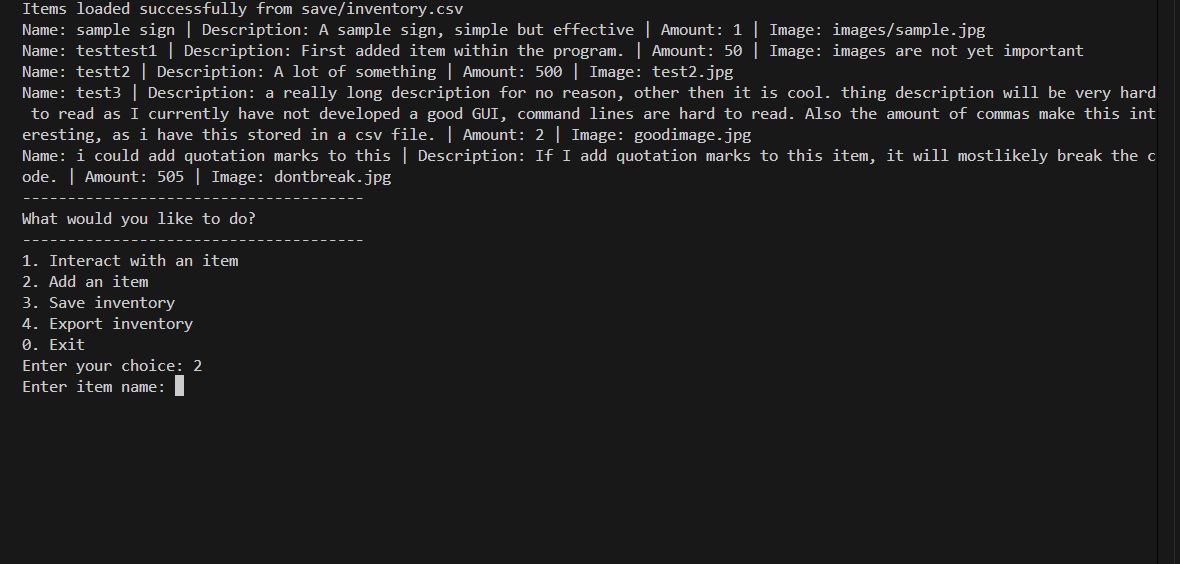 Items loaded successfully from save/inventory.csv
Name: sample sign | Description: A sample sign, simple but effective | Amount: 1 | Image: images/sample.jpg
Name: testtest1 | Description: First added item within the program. | Amount: 50 | Image: images are not yet important
Name: testt2 | Description: A lot of something | Amount: 500 | Image: test2.jpg
Name: test3 | Description: a really long description for no reason, other then it is cool. thing description will be very hard
 to read as I currently have not developed a good GUI, command lines are hard to read. Also the amount of commas make this int
eresting, as i have this stored in a csv file. | Amount: 2 | Image: goodimage.jpg
Name: i could add quotation marks to this | Description: If I add quotation marks to this item, it will mostlikely break the c
ode. | Amount: 505 | Image: dontbreak.jpg
--------------------------------------
What would you like to do?
--------------------------------------
1. Interact with an item
2. Add an item
3. Save inventory
4. Export inventory
0. Exit
Enter your choice: 2
Enter item name: